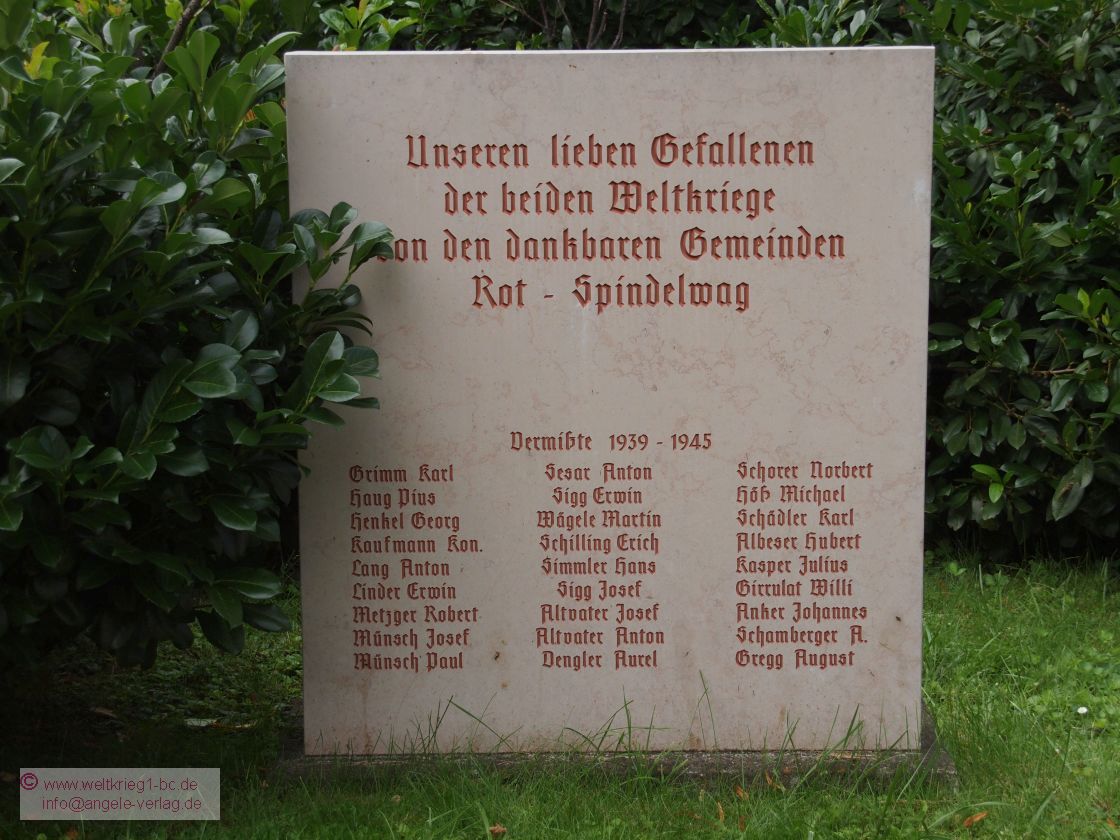 Unseren lieben Gefallenen
der beiden Weltkriege
von den dankbaren Gemeinden
Rot - Spindelwag
Vermißte 1939 - 1945
Grimm Karl
Haug Pius
Henkel Georg
Kaufmann Kon.
Lang Anton
Linder Erwin
Metzger Robert
Münsch Josef
Münsch Paul
Sesar Anton
Sigg Erwin
Wägele Martin
Schilling Erich
Simmler Hans
Sigg Josef
Altvater Josef
Altvater Anton
Dengler Aurel
Schorer Norbert
Höß Michael
Schädler Karl
Albeser Hubert
Kasper Julius
Girrulat Willi
Anker Johannes
Schamberger A.
Gregg August
© www.weltkrieg1-bc.de
info@angele-verlag.de